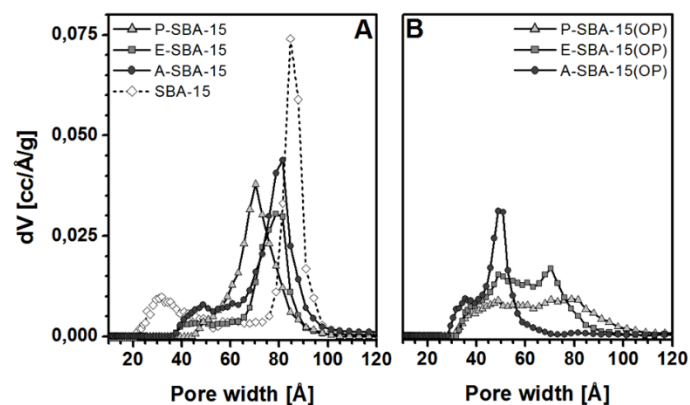 A
P-SBA-15
E-SBA-15
A-SBA-15
SBA-15
B
P-SBA-15(OP)
E-SBA-15(OP)
A-SBA-15(OP)
dV [cc/Å/g]
0,075
0,050
0,025
0,000
20 40 60 80 100 120
20 40 60 80 100 120
Pore width [Å]
Pore width [Å]